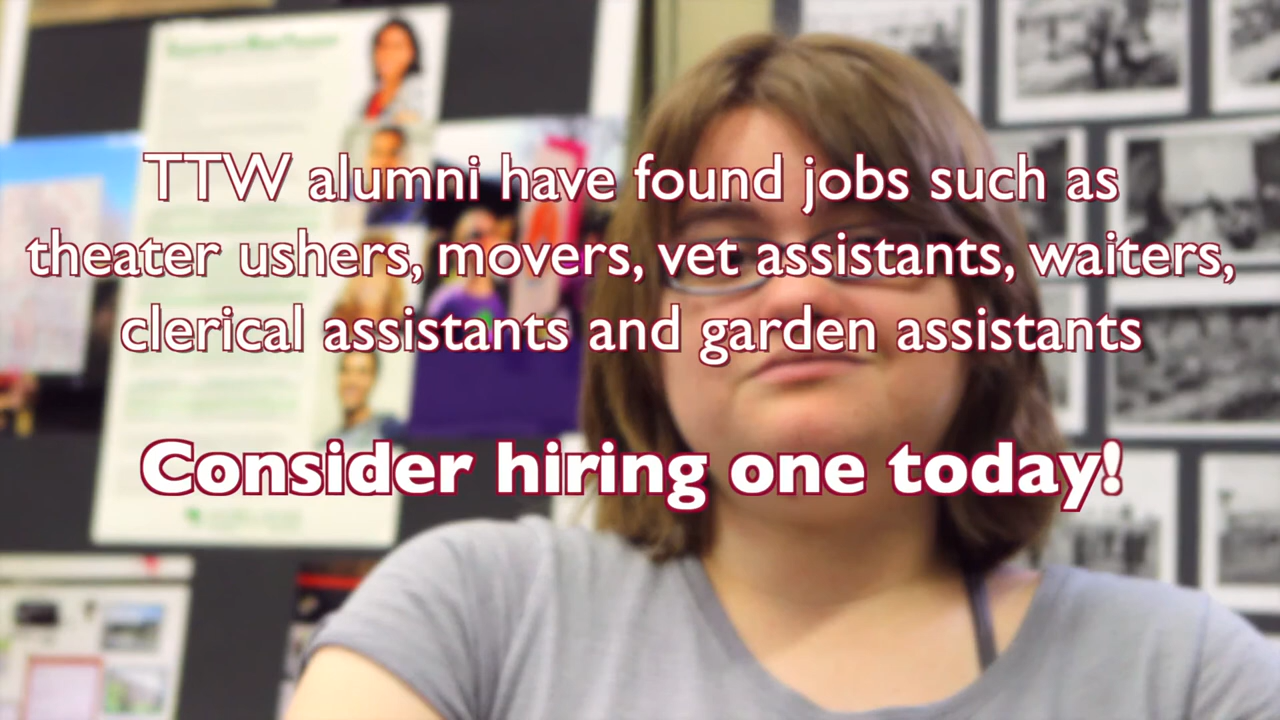 TTW alumni have found jobs such as
theater ushers, movers, vet assistants, waiters,
clerical assistants and garden assistants
Consider hiring one today!